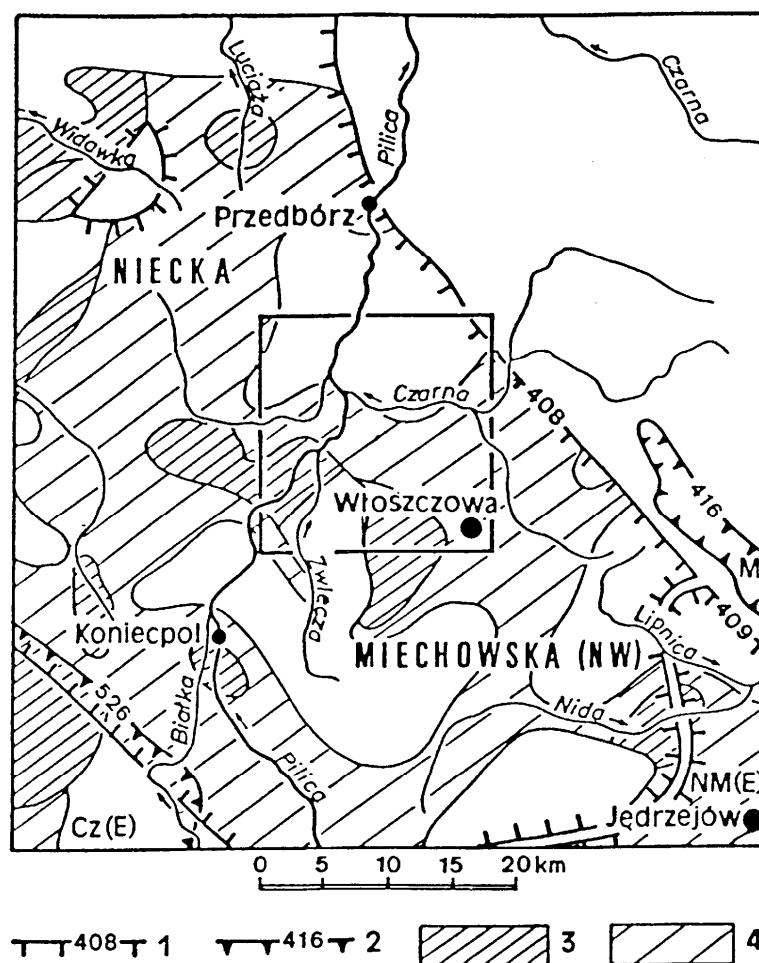 Luciąża
Czarna
Pilica
Widawka
Przedbórz
NIECKA
Czarna
408
416
Włoszczowa
M
Zwlecza
Lipnica
409
Koniecpol
MIECHOWSKA (NW)
526
Białka
Nida
Pilica
NM(E)
Cz(E)
Jędrzejów
0 5 10 15 20 km
408 1 416 2 3 4